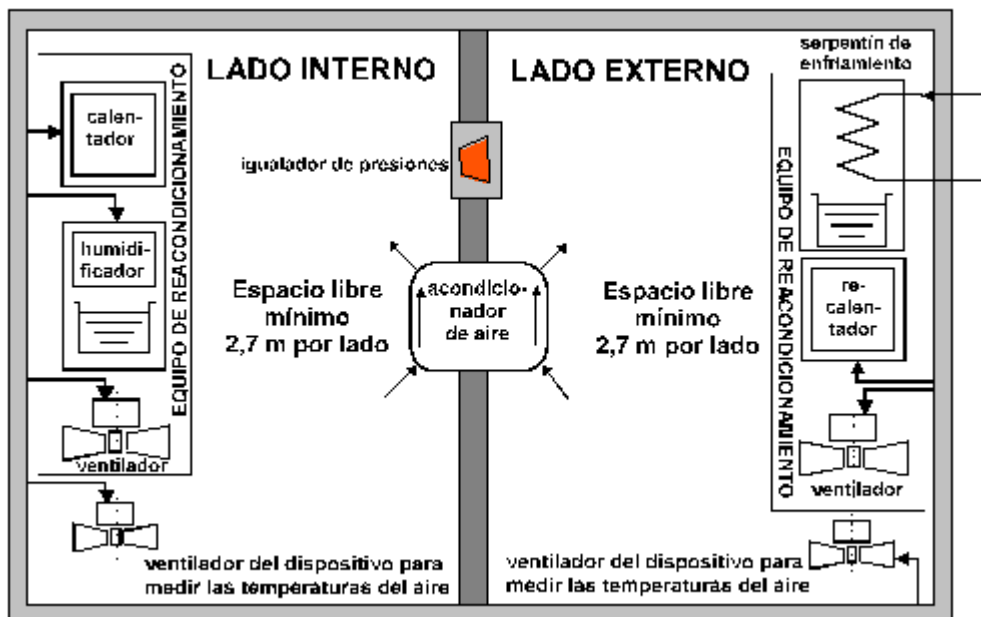 LADO INTERNO
EQUIPO DE REACONDICIONAMIENTO
calen-
tador
humidi-
ficador
ventilador
igualador de presiones
Espacio libre
mínimo
2,7 m por lado
acondicio-
nador
de aire
ventilador del dispositivo para
medir las temperaturas del aire
LADO EXTERNO
serpentín de
enfriamiento
EQUIPO DE REACONDICIONAMIENTO
re-
calen-
tador
Espacio libre
mínimo
2,7 m por lado
ventilador
ventilador del dispositivo para
medir las temperaturas del aire